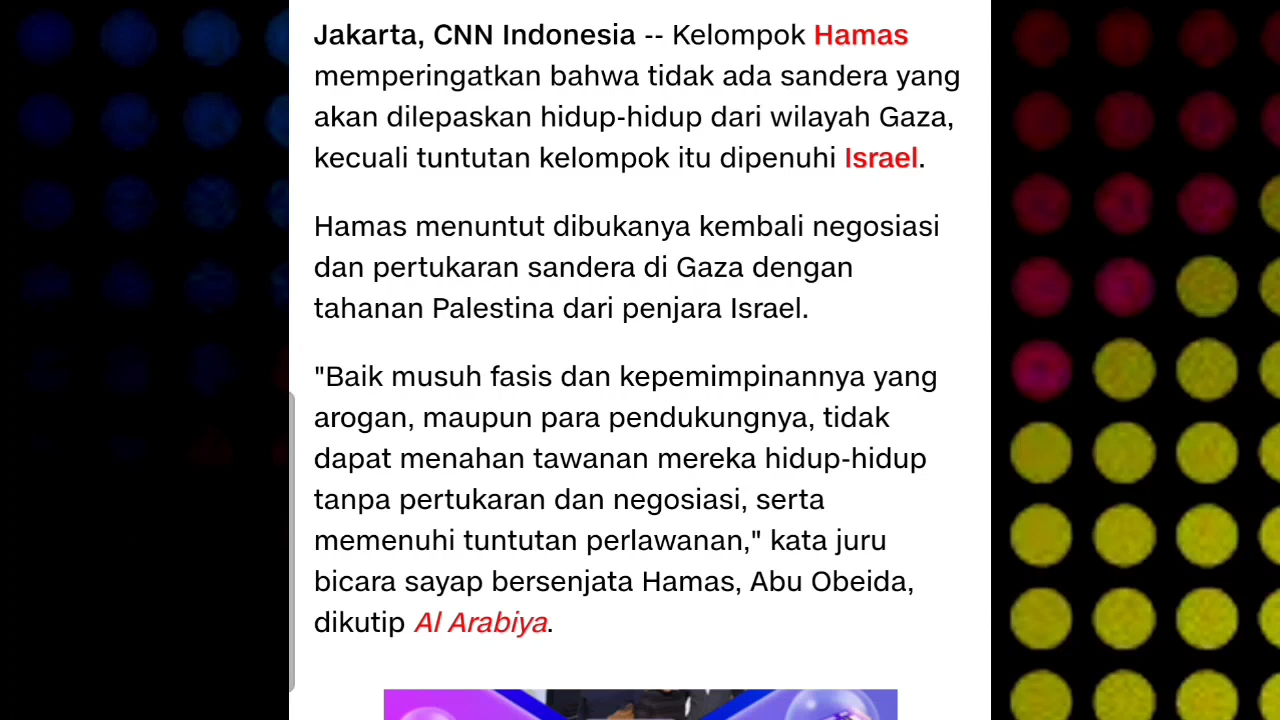 Jakarta, CNN Indonesia -- Kelompok Hamas
memperingatkan bahwa tidak ada sandera yang
akan dilepaskan hidup-hidup dari wilayah Gaza,
kecuali tuntutan kelompok itu dipenuhi Israel.
Hamas menuntut dibukanya kembali negosiasi
dan pertukaran sandera di Gaza dengan
tahanan Palestina dari penjara Israel.
"Baik musuh fasis dan kepemimpinannya yang
arogan, maupun para pendukungnya, tidak
dapat menahan tawanan mereka hidup-hidup
tanpa pertukaran dan negosiasi, serta
memenuhi tuntutan perlawanan," kata juru
bicara sayap bersenjata Hamas, Abu Obeida,
dikutip Al Arabiya.